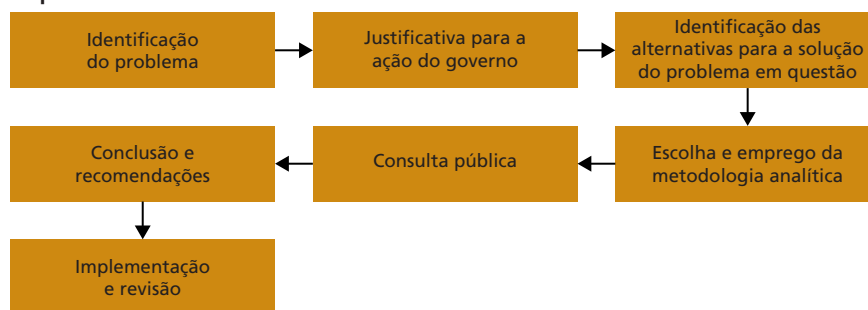 Identificação
do problema
Justificativa para a
ação do governo
Identificação das
alternativas para a solução
do problema em questão
Escolha e emprego da
metodologia analítica
Consulta pública
Conclusão e
recomendações
Implementação
e revisão